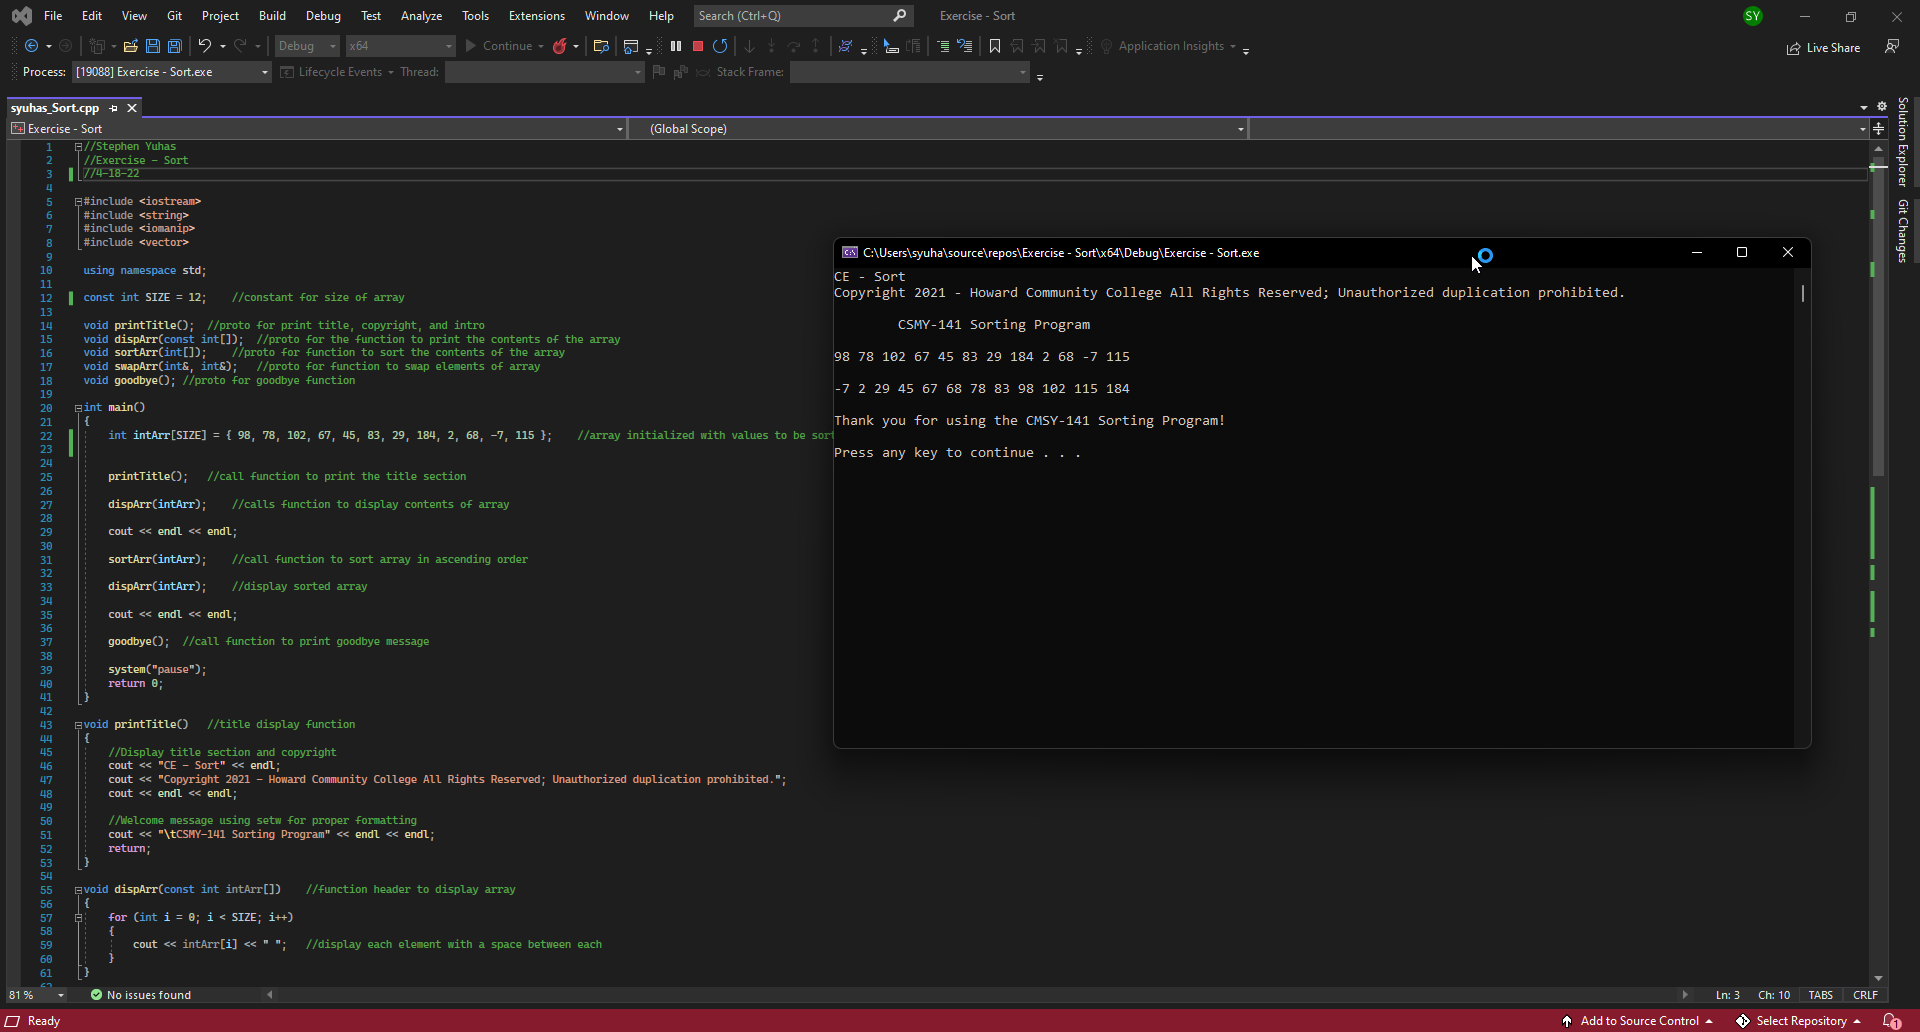 File Edit View Git Project Build Debug Test Analyze Tools Extensions Window Help Search (Ctrl+Q) Exercise - Sort SY
Debug x64 Continue Application Insights Live Share
Process: [19088] Exercise - Sort.exe Lifecycle Events Thread: Stack Frame:
syuhas_Sort.cpp
Exercise - Sort (Global Scope)
Solution Explorer
Git Changes
1 //Stephen Yuhas
2 //Exercise - Sort
3 //4-18-22
4
5 #include <iostream>
6 #include <string>
7 #include <iomanip>
8 #include <vector>
9
10 using namespace std;
11
12 const int SIZE = 12; //constant for size of array
13
14 void printTitle(); //proto for print title, copyright, and intro
15 void dispArr(const int[]); //proto for the function to print the contents of the array
16 void sortArr(int[]); //proto for function to sort the contents of the array
17 void swapArr(int&, int&); //proto for function to swap elements of array
18 void goodbye(); //proto for goodbye function
19
20 int main()
21 {
22 int intArr[SIZE] = { 98, 78, 102, 67, 45, 83, 29, 184, 2, 68, -7, 115 }; //array initialized with values to be sor
23
24
25 printTitle(); //call function to print the title section
26
27 dispArr(intArr); //calls function to display contents of array
28
29 cout << endl << endl;
30
31 sortArr(intArr); //call function to sort array in ascending order
32
33 dispArr(intArr); //display sorted array
34
35 cout << endl << endl;
36
37 goodbye(); //call function to print goodbye message
38
39 system("pause");
40 return 0;
41 }
42
43 void printTitle() //title display function
44 {
45 //Display title section and copyright
46 cout << "CE - Sort" << endl;
47 cout << "Copyright 2021 - Howard Community College All Rights Reserved; Unauthorized duplication prohibited.";
48 cout << endl << endl;
49
50 //Welcome message using setw for proper formatting
51 cout << "\tCSMY-141 Sorting Program" << endl << endl;
52 return;
53 }
54
55 void dispArr(const int intArr[]) //function header to display array
56 {
57 for (int i = 0; i < SIZE; i++)
58 {
59 cout << intArr[i] << " "; //display each element with a space between each
60 }
61 }
62
C:\Users\syuha\source\repos\Exercise - Sort\x64\Debug\Exercise - Sort.exe
CE - Sort
Copyright 2021 - Howard Community College All Rights Reserved; Unauthorized duplication prohibited.
CSMY-141 Sorting Program
98 78 102 67 45 83 29 184 2 68 -7 115
-7 2 29 45 67 68 78 83 98 102 115 184
Thank you for using the CMSY-141 Sorting Program!
Press any key to continue . . .
81 % No issues found Ln: 3 Ch: 10 TABS CRLF
Ready Add to Source Control Select Repository 1